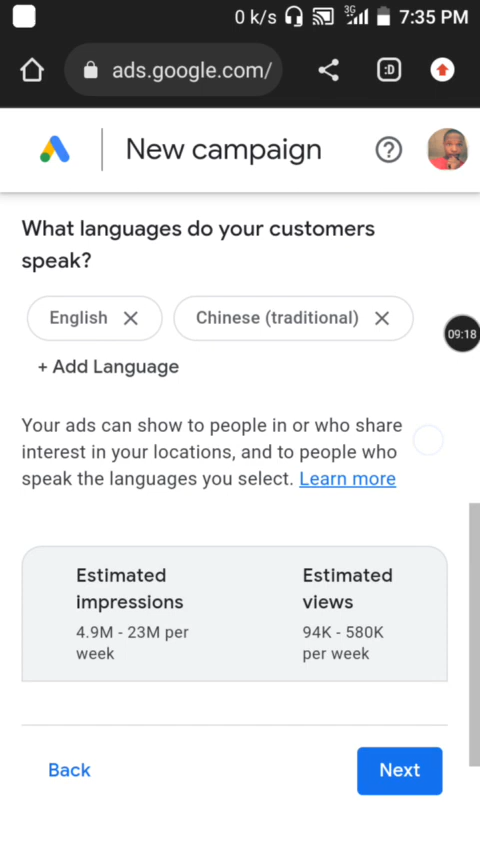 0 k/s 3G 7:35 PM
ads.google.com/ :D
New campaign
What languages do your customers
speak?
English Chinese (traditional)
09:18
+ Add Language
Your ads can show to people in or who share
interest in your locations, and to people who
speak the languages you select. Learn more
Estimated Estimated
impressions views
4.9M - 23M per 94K - 580K
week per week
Back Next